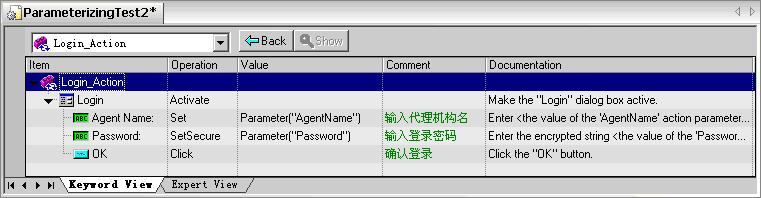 ParameterizingTest2*
Login_Action Back Show
Item Operation Value Comment Documentation
Login_Action
Login Activate Make the "Login" dialog box active.
Agent Name: Set Parameter("AgentName") 输入代理机构名 Enter <the value of the 'AgentName' action parameter...
Password: SetSecure Parameter("Password") 输入登录密码 Enter the encrypted string <the value of the 'Passwor...
OK Click 确认登录 Click the "OK" button.
Keyword View Expert View